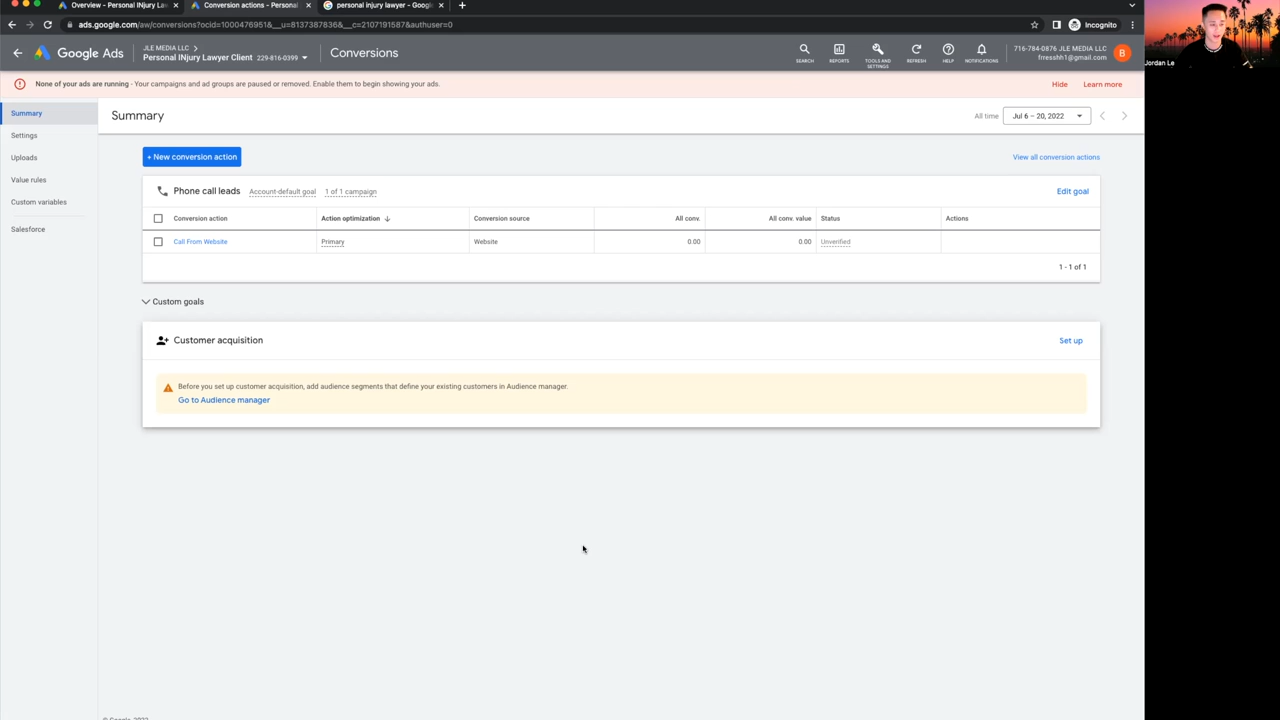 Overview - Personal INjury Law
Conversion actions - Personal
personal injury lawyer - Googl
ads.google.com/aw/conversions?ocid=1000476951&__u=8137387636&__c=2107191587&authuser=0
Incognito
Google Ads
JLE MEDIA LLC
Personal INjury Lawyer Client 229-816-0399
Conversions
SEARCH
REPORTS
TOOLS AND SETTINGS
REFRESH
HELP
NOTIFICATIONS
716-784-0876 JLE MEDIA LLC
frresshh1@gmail.com
B
Jordan Le
None of your ads are running - Your campaigns and ad groups are paused or removed. Enable them to begin showing your ads.
Hide
Learn more
Summary
Settings
Uploads
Value rules
Custom variables
Salesforce
Summary
All time
Jul 6 – 20, 2022
+ New conversion action
View all conversion actions
Phone call leads Account-default goal 1 of 1 campaign
Edit goal
Conversion action Action optimization Conversion source All conv. All conv. value Status Actions
Call From Website Primary Website 0.00 0.00 Unverified
1 - 1 of 1
Custom goals
Customer acquisition
Set up
Before you set up customer acquisition, add audience segments that define your existing customers in Audience manager.
Go to Audience manager
© Google, 2022